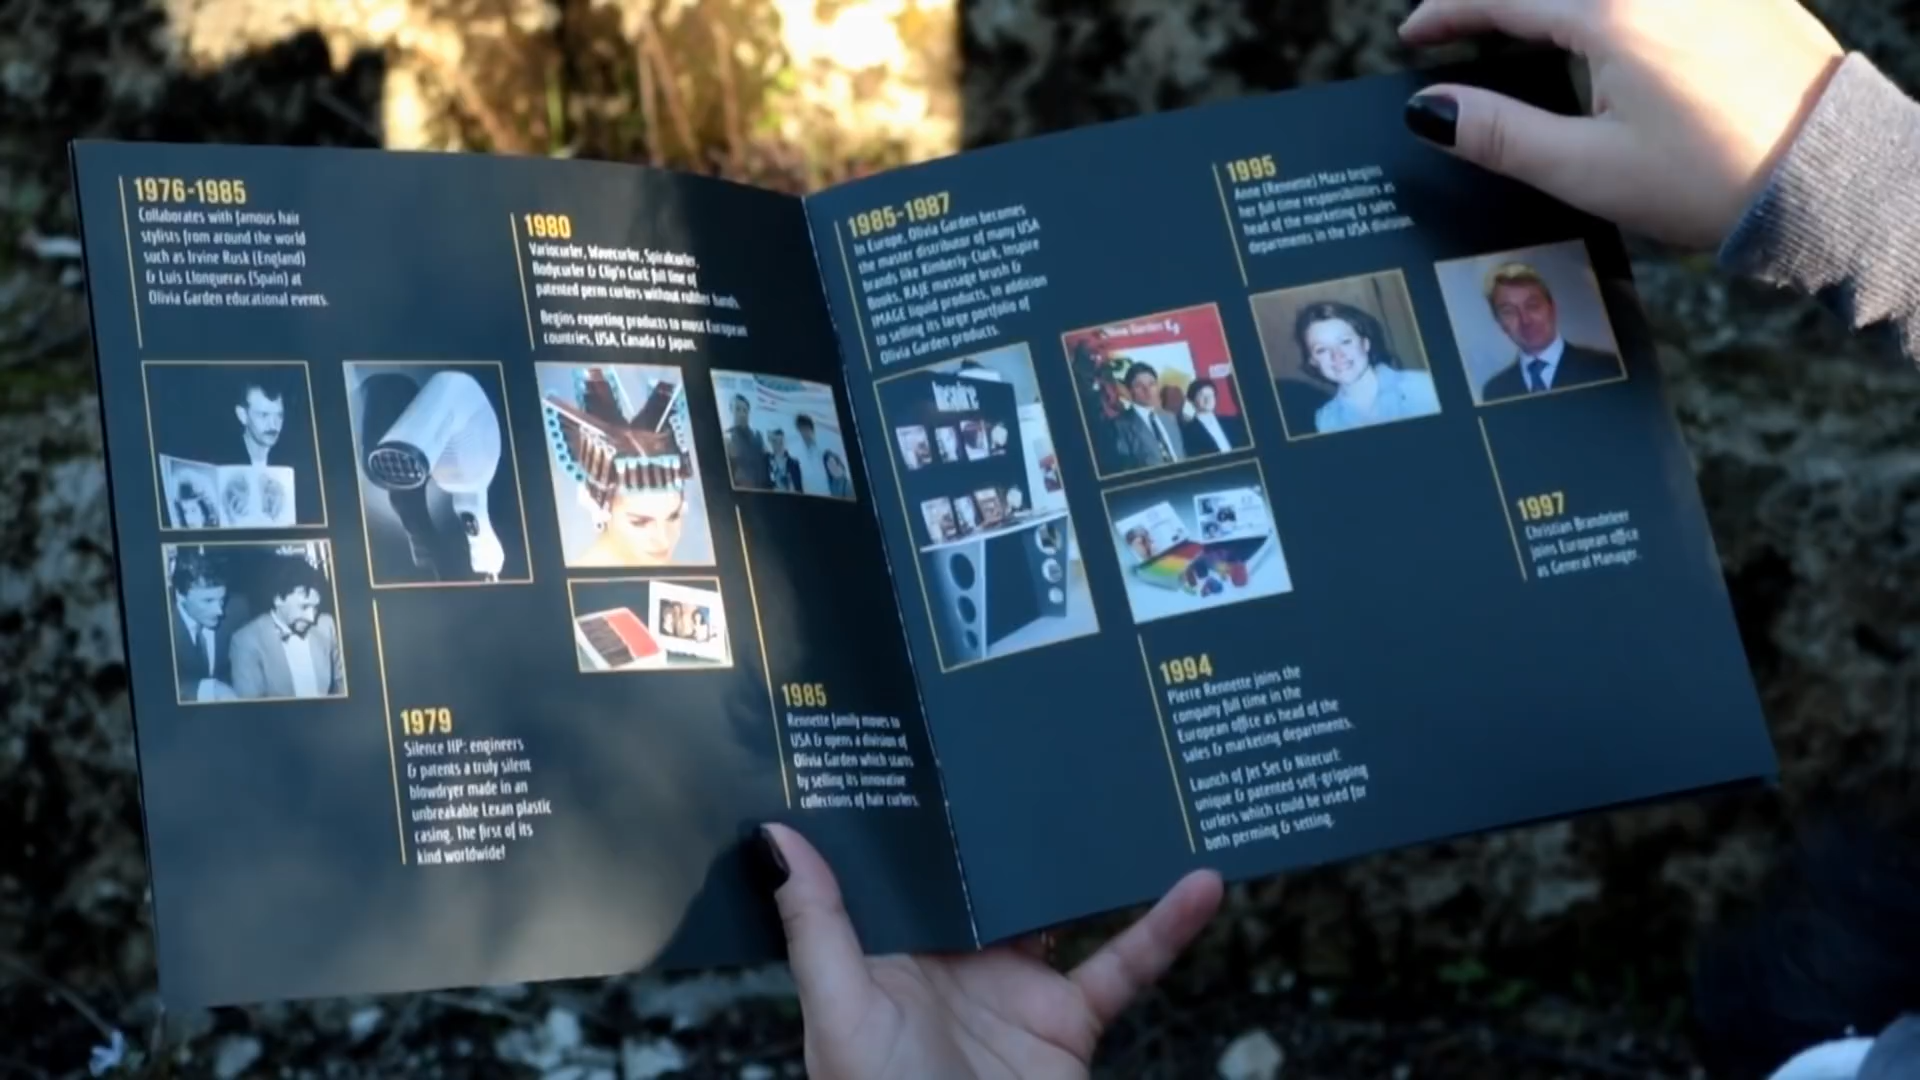 1976-1985
Collaborates with famous hair
stylists from around the world
such as Irvine Rusk (England)
& Luis Llongueras (Spain) at
Olivia Garden educational events.
1979
Silence HP: engineers
& patents a truly silent
blowdryer made in an
unbreakable Lexan plastic
casing. The first of its
kind worldwide!
1980
Variocurler, Wavecurler, Spiralcurler,
Bodycurler & Clip'n Curl: full line of
patented perm curlers without rubber bands.
Begins exporting products to most European
countries, USA, Canada & Japan.
1985
Rennette family moves to
USA & opens a division of
Olivia Garden which starts
by selling its innovative
collections of hair curlers.
1985-1987
In Europe, Olivia Garden becomes
the master distributor of many USA
brands like Kimberly-Clark, Inspire
Books, RAJE massage brush &
IMAGE liquid products, in addition
to selling its large portfolio of
Olivia Garden products.
inspire
1994
Pierre Rennette joins the
company full time in the
European office as head of the
sales & marketing departments.
Launch of Jet Set & Nitecurl:
unique & patented self-gripping
curlers which could be used for
both perming & setting.
1995
Anne (Rennette) Maza begins
her full time responsibilities as
head of the marketing & sales
departments in the USA division.
1997
Christian
joins European office
as General Manager.